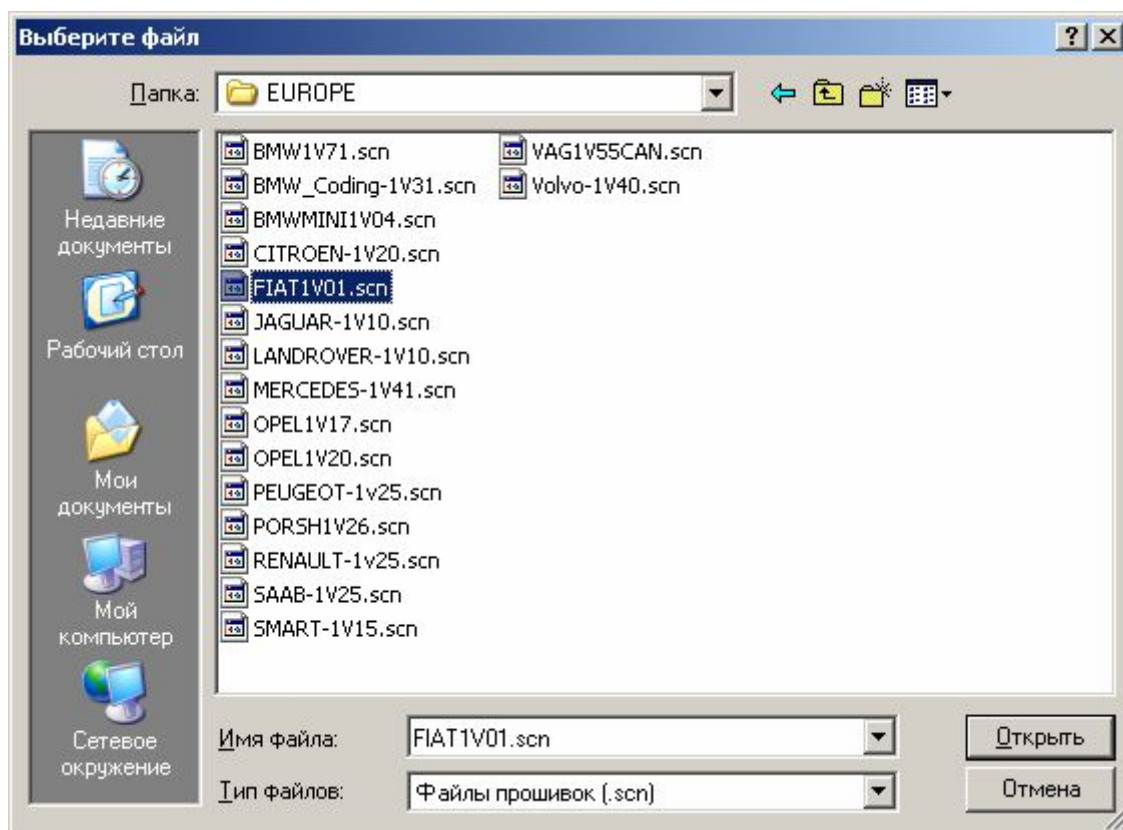 Выберите файл
Папка:
EUROPE
Недавние
документы
Рабочий стол
Мои
документы
Мой
компьютер
Сетевое
окружение
BMW1V71.scn
BMW_Coding-1V31.scn
BMWMINI1V04.scn
CITROEN-1V20.scn
FIAT1V01.scn
JAGUAR-1V10.scn
LANDROVER-1V10.scn
MERCEDES-1V41.scn
OPEL1V17.scn
OPEL1V20.scn
PEUGEOT-1v25.scn
PORSH1V26.scn
RENAULT-1v25.scn
SAAB-1V25.scn
SMART-1V15.scn
VAG1V55CAN.scn
Volvo-1V40.scn
Имя файла:
FIAT1V01.scn
Открыть
Тип файлов:
Файлы прошивок (.scn)
Отмена